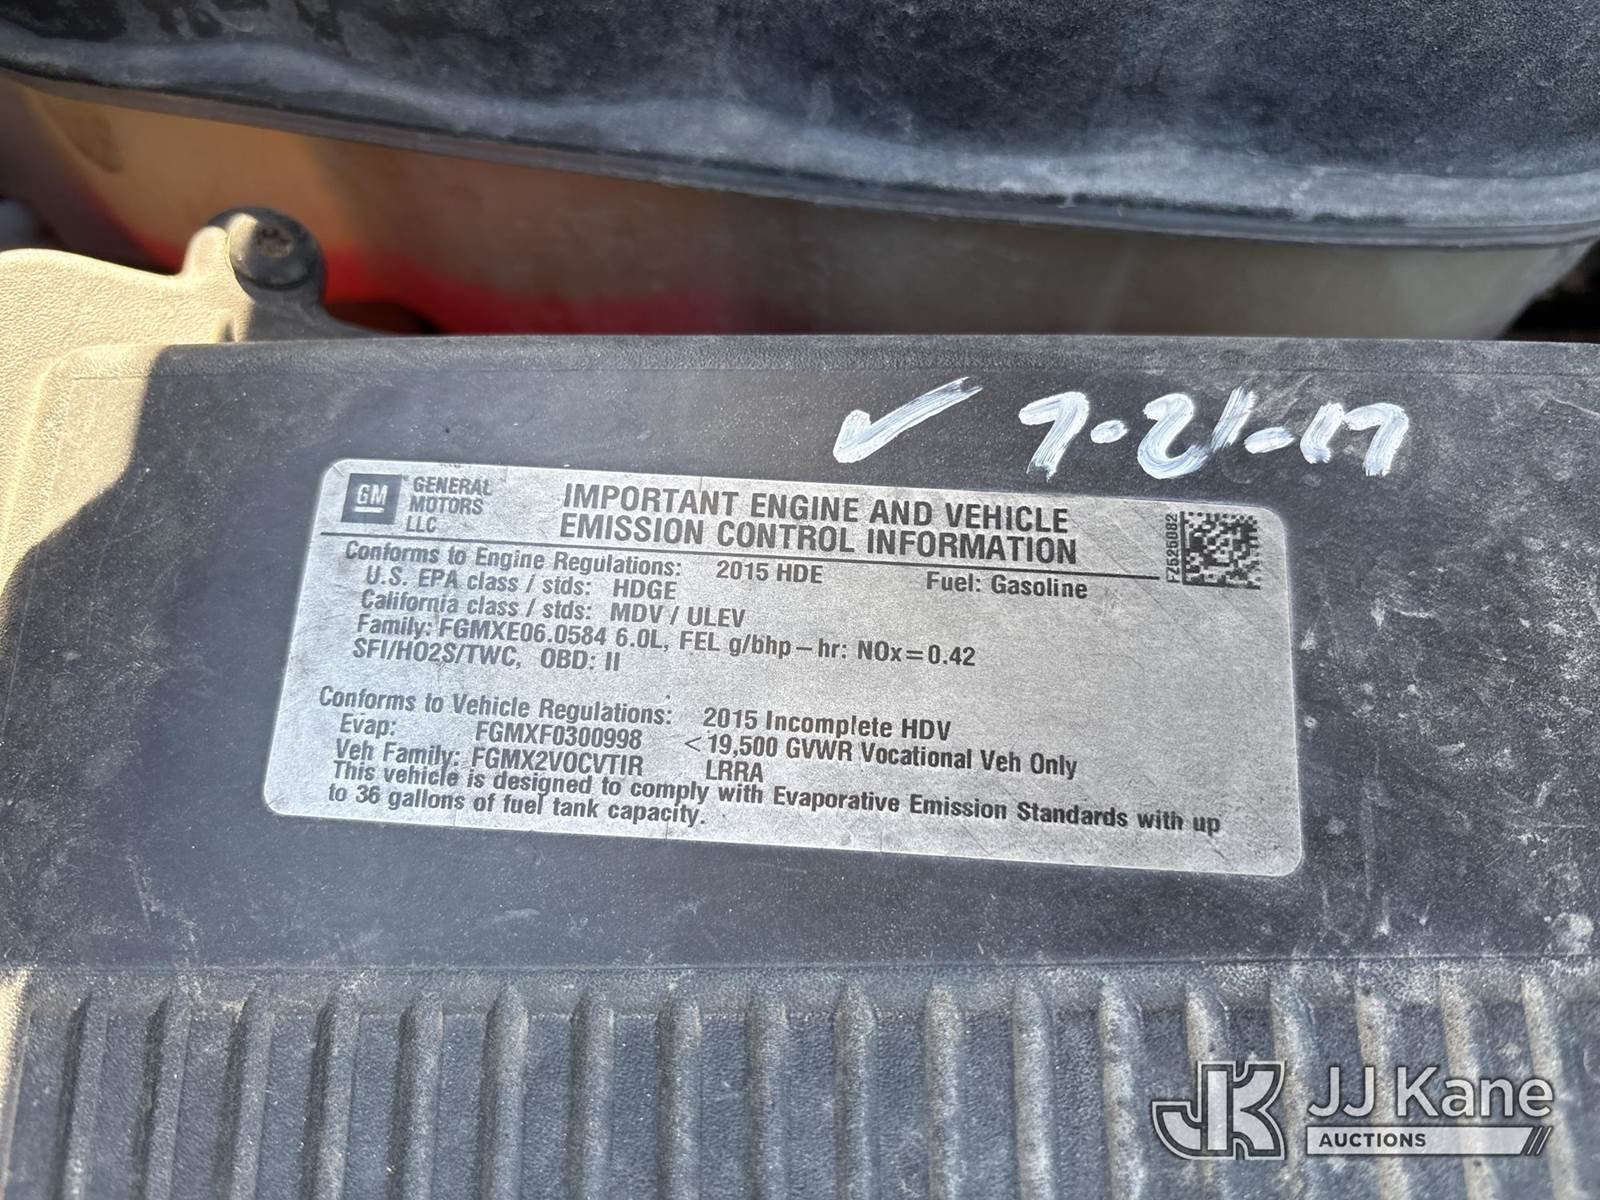 ✓ 7-21-17
GM GENERAL
MOTORS
LLC
IMPORTANT ENGINE AND VEHICLE
EMISSION CONTROL INFORMATION
FZ525882
Conforms to Engine Regulations: 2015 HDE Fuel: Gasoline
U.S. EPA class / stds: HDGE
California class / stds: MDV / ULEV
Family: FGMXE06.0584 6.0L, FEL g/bhp-hr: NOx=0.42
SFI/HO2S/TWC, OBD: II
Conforms to Vehicle Regulations: 2015 Incomplete HDV
Evap: FGMXF0300998 <19,500 GVWR Vocational Veh Only
Veh Family: FGMX2VOCVTIR LRRA
This vehicle is designed to comply with Evaporative Emission Standards with up
to 36 gallons of fuel tank capacity.
JK JJ Kane
AUCTIONS